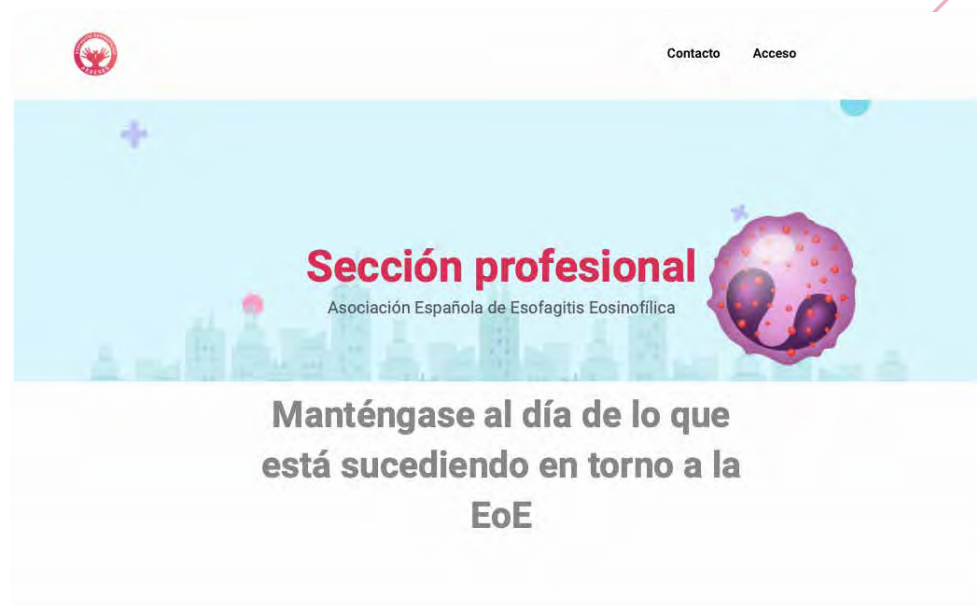 Contacto Acceso
Sección profesional
Asociación Española de Esofagitis Eosinofílica
Manténgase al día de lo que
está sucediendo en torno a la
EoE